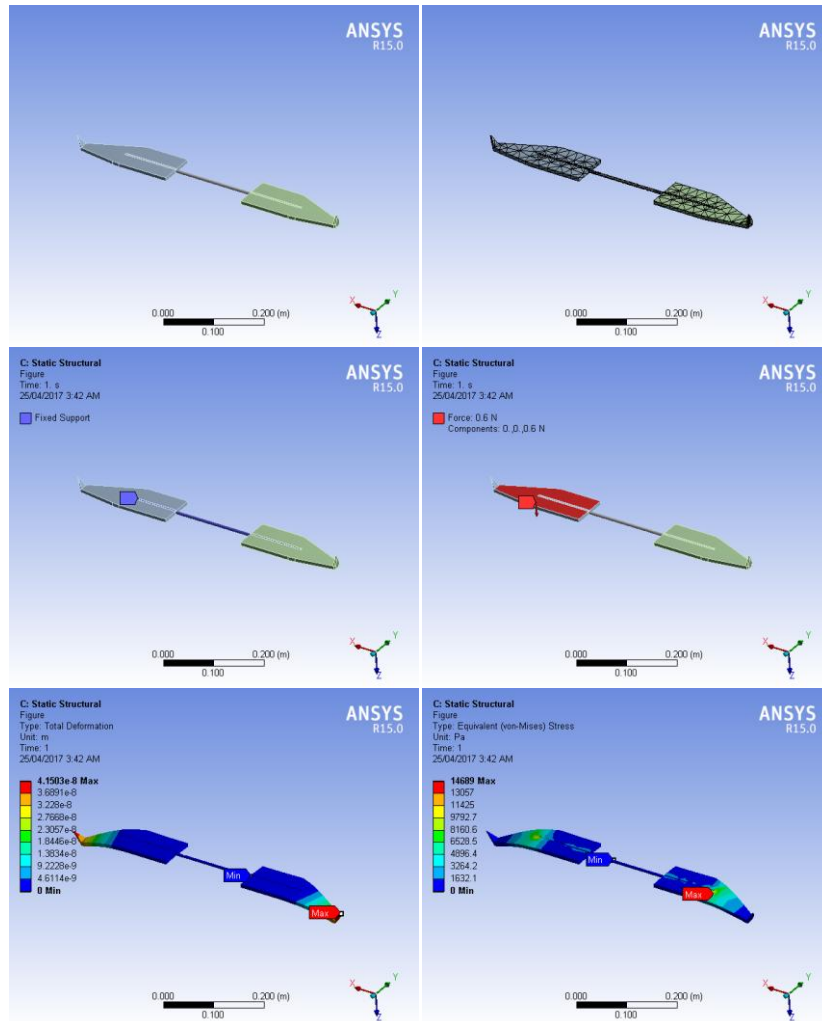 ANSYS
R15.0
X
Y
Z
0.000
0.200 (m)
0.100
ANSYS
R15.0
X
Y
Z
0.000
0.200 (m)
0.100
C: Static Structural
Figure
Time: 1. s
25/04/2017 3:42 AM
Fixed Support
ANSYS
R15.0
X
Y
Z
0.000
0.200 (m)
0.100
C: Static Structural
Figure
Time: 1. s
25/04/2017 3:42 AM
Force: 0.6 N
Components: 0.,0.,0.6 N
ANSYS
R15.0
X
Y
Z
0.000
0.200 (m)
0.100
C: Static Structural
Figure
Type: Total Deformation
Unit: m
Time: 1
25/04/2017 3:42 AM
4.1503e-8 Max
3.6891e-8
3.228e-8
2.7668e-8
2.3057e-8
1.8446e-8
1.3834e-8
9.2228e-9
4.6114e-9
0 Min
ANSYS
R15.0
Min
Max
X
Y
Z
0.000
0.200 (m)
0.100
C: Static Structural
Figure
Type: Equivalent (von-Mises) Stress
Unit: Pa
Time: 1
25/04/2017 3:42 AM
14689 Max
13057
11425
9792.7
8160.6
6528.5
4896.4
3264.2
1632.1
0 Min
ANSYS
R15.0
Min
Max
X
Y
Z
0.000
0.200 (m)
0.100